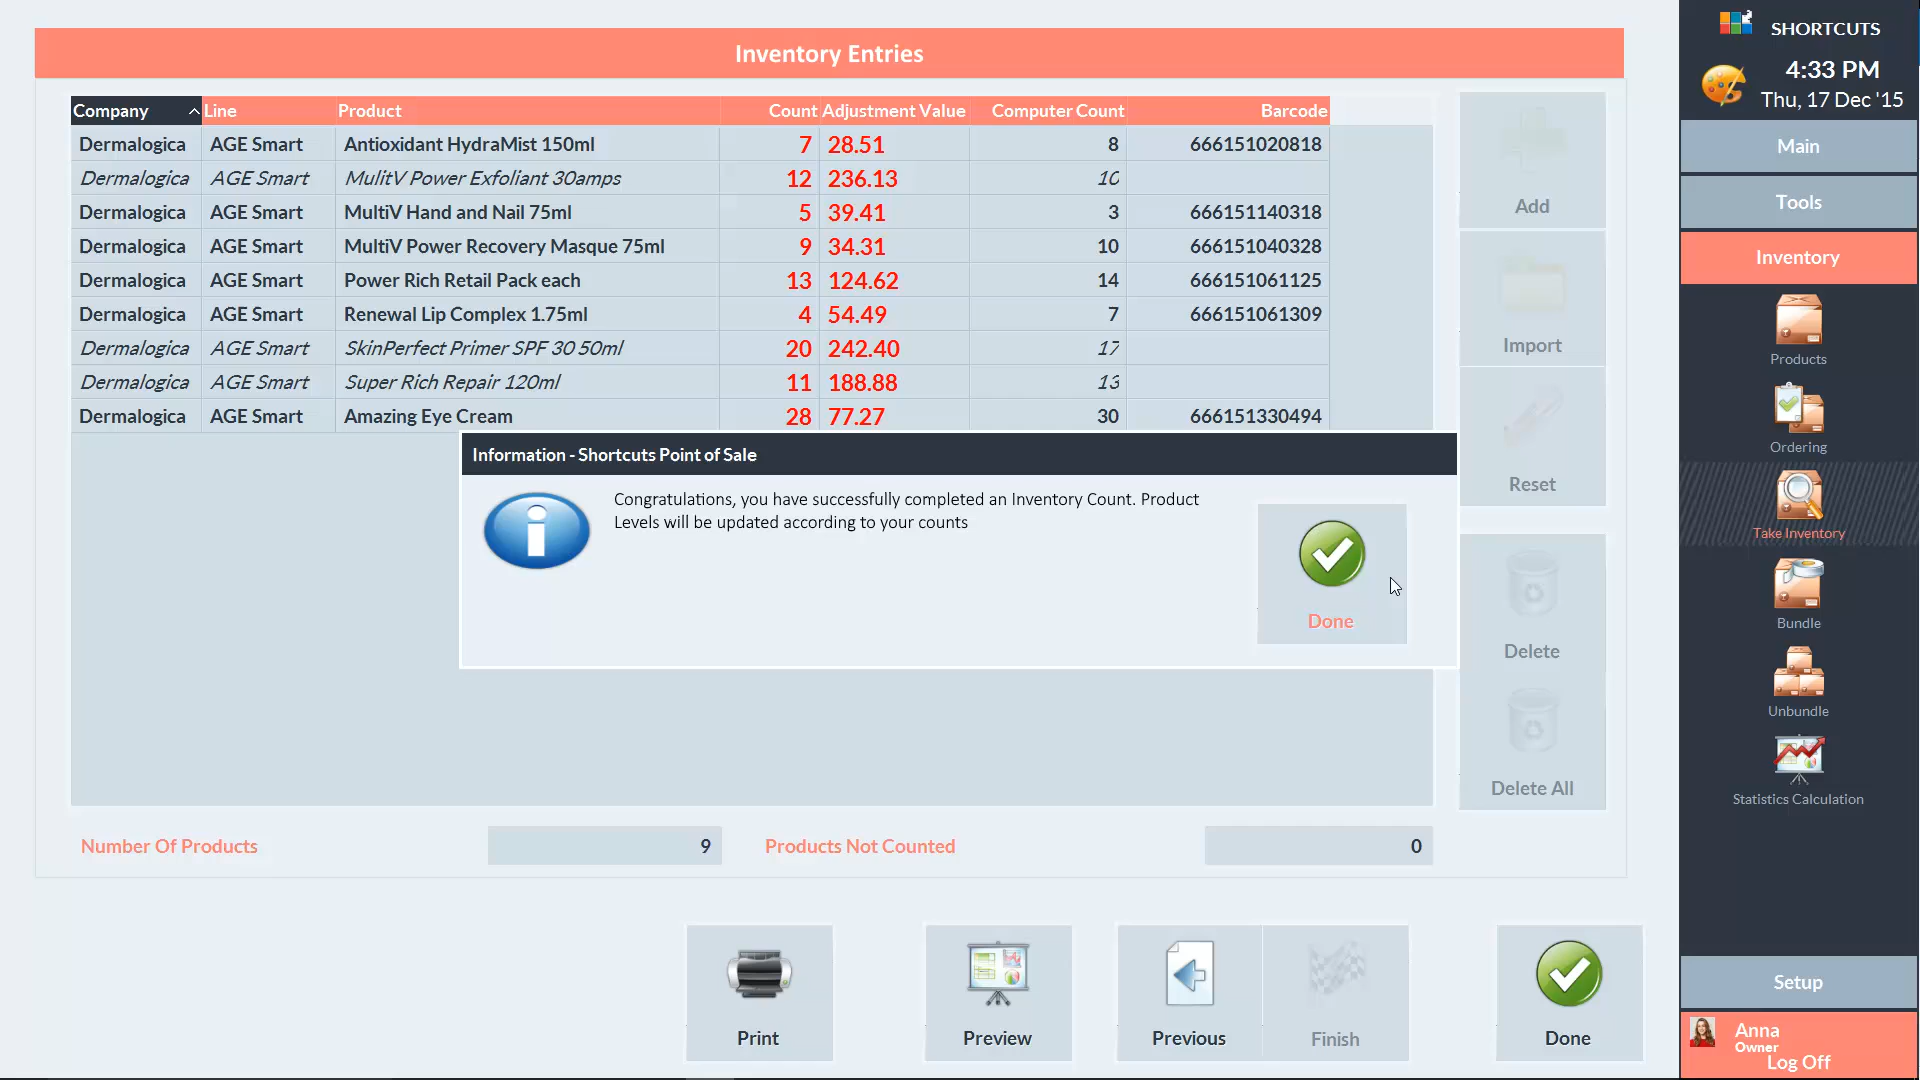 Inventory Entries
Company Line Product Count Adjustment Value Computer Count Barcode
Dermalogica AGE Smart Antioxidant HydraMist 150ml 7 28.51 8 666151020818
Dermalogica AGE Smart MulitV Power Exfoliant 30amps 12 236.13 10
Dermalogica AGE Smart MultiV Hand and Nail 75ml 5 39.41 3 666151140318
Dermalogica AGE Smart MultiV Power Recovery Masque 75ml 9 34.31 10 666151040328
Dermalogica AGE Smart Power Rich Retail Pack each 13 124.62 14 666151061125
Dermalogica AGE Smart Renewal Lip Complex 1.75ml 4 54.49 7 666151061309
Dermalogica AGE Smart SkinPerfect Primer SPF 30 50ml 20 242.40 17
Dermalogica AGE Smart Super Rich Repair 120ml 11 188.88 13
Dermalogica AGE Smart Amazing Eye Cream 28 77.27 30 666151330494
Information - Shortcuts Point of Sale
Congratulations, you have successfully completed an Inventory Count. Product
Levels will be updated according to your counts
Done
Number Of Products 9 Products Not Counted 0
Add
Import
Reset
Delete
Delete All
Print
Preview
Previous
Finish
Done
SHORTCUTS
4:33 PM
Thu, 17 Dec '15
Main
Tools
Inventory
Products
Ordering
Take Inventory
Bundle
Unbundle
Statistics Calculation
Setup
Anna
Owner
Log Off